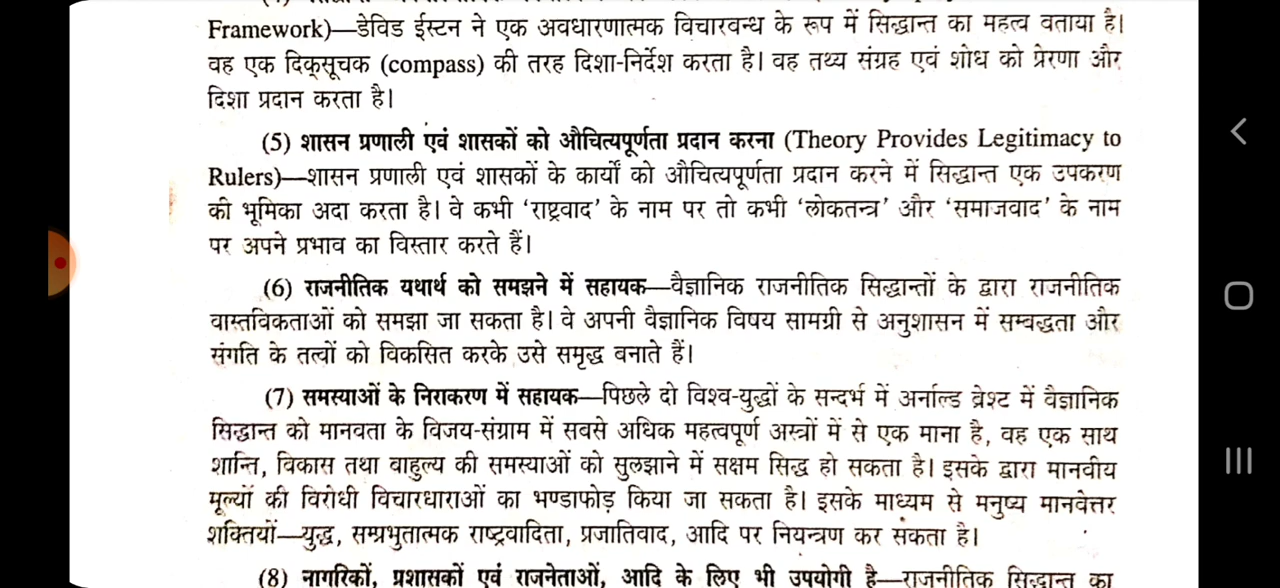 Framework)—डेविड ईस्टन ने एक अवधारणात्मक विचारवन्ध के रूप में सिद्धान्त का महत्व वताया है।
वह एक दिक्सूचक (compass) की तरह दिशा-निर्देश करता है। वह तथ्य संग्रह एवं शोध को प्रेरणा और
दिशा प्रदान करता है।
(5) शासन प्रणाली एवं शासकों को औचित्यपूर्णता प्रदान करना (Theory Provides Legitimacy to
Rulers)—शासन प्रणाली एवं शासकों के कार्यों को औचित्यपूर्णता प्रदान करने में सिद्धान्त एक उपकरण
की भूमिका अदा करता है। वे कभी ‘राष्ट्रवाद’ के नाम पर तो कभी ‘लोकतन्त्र’ और ‘समाजवाद’ के नाम
पर अपने प्रभाव का विस्तार करते हैं।
(6) राजनीतिक यथार्थ को समझने में सहायक—वैज्ञानिक राजनीतिक सिद्धान्तों के द्वारा राजनीतिक
वास्तविकताओं को समझा जा सकता है। वे अपनी वैज्ञानिक विषय सामग्री से अनुशासन में सम्वद्धता और
संगति के तत्वों को विकसित करके उसे समृद्ध वनाते हैं।
(7) समस्याओं के निराकरण में सहायक—पिछले दो विश्व-युद्धों के सन्दर्भ में अर्नाल्ड व्रेश्ट में वैज्ञानिक
सिद्धान्त को मानवता के विजय-संग्राम में सवसे अधिक महत्वपूर्ण अस्त्रों में से एक माना है, वह एक साथ
शान्ति, विकास तथा वाहुल्य की समस्याओं को सुलझाने में सक्षम सिद्ध हो सकता है। इसके द्वारा मानवीय
मूल्यों की विरोधी विचारधाराओं का भण्डाफोड़ किया जा सकता है। इसके माध्यम से मनुष्य मानवेत्तर
शक्तियों—युद्ध, सम्प्रभुतात्मक राष्ट्रवादिता, प्रजातिवाद, आदि पर नियन्त्रण कर सकता है।
(8) नागरिकों, प्रशासकों एवं राजनेताओं, आदि के लिए भी उपयोगी है—राजनीतिक सिद्धान्त का